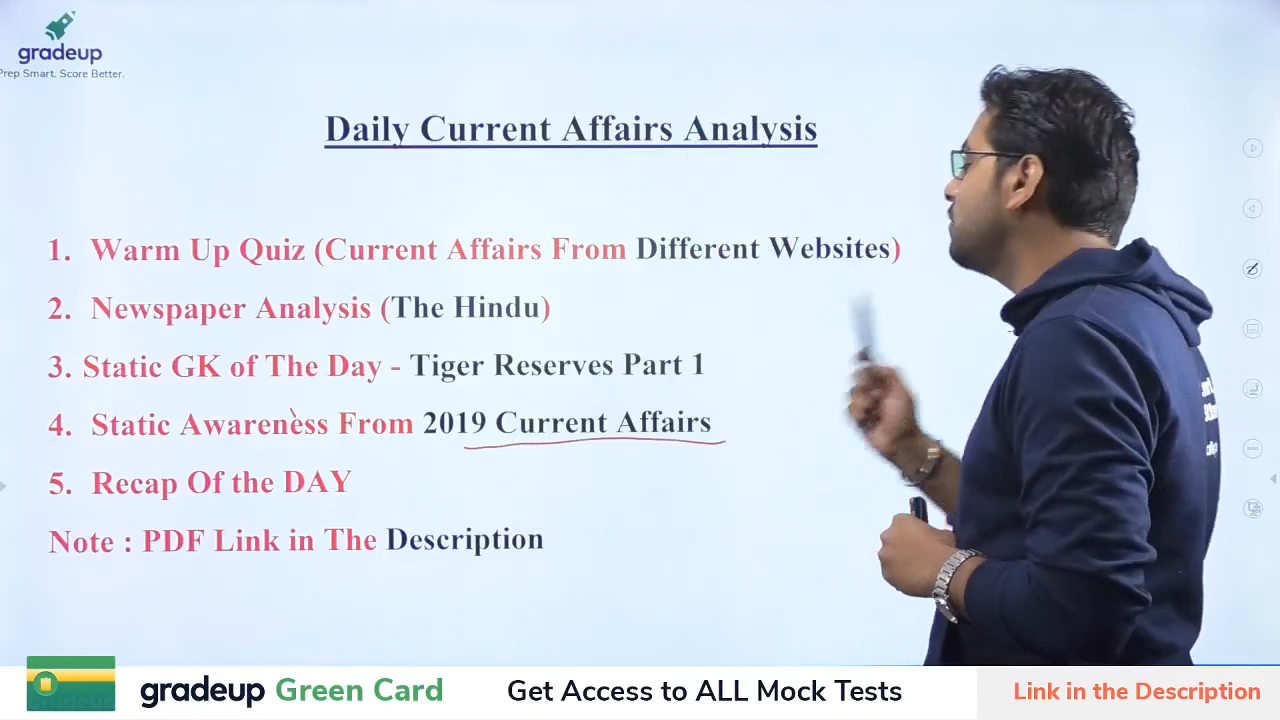 gradeup
Prep Smart. Score Better.
Daily Current Affairs Analysis
1. Warm Up Quiz (Current Affairs From Different Websites)
2. Newspaper Analysis (The Hindu)
3. Static GK of The Day - Tiger Reserves Part 1
4. Static Awareness From 2019 Current Affairs
5. Recap Of the DAY
Note : PDF Link in The Description
gradeup Green Card
Get Access to ALL Mock Tests
Link in the Description